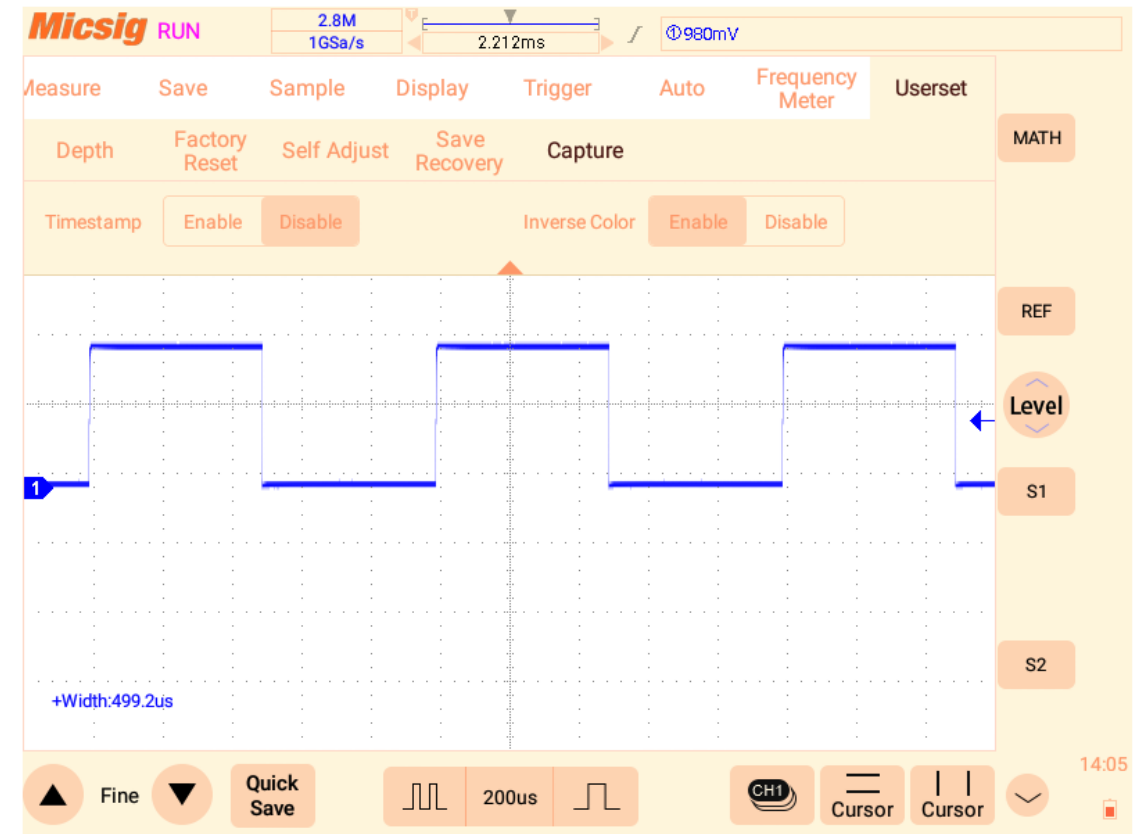 Micsig RUN 2.8M
1GSa/s
T
2.212ms
①980mV
Measure Save Sample Display Trigger Auto Frequency Meter Userset
Depth Factory Reset Self Adjust Save Recovery Capture
Timestamp Enable Disable Inverse Color Enable Disable
MATH
REF
Level
1
S1
S2
+Width:499.2us
14:05
Fine
Quick Save
200us
CH1
Cursor
Cursor